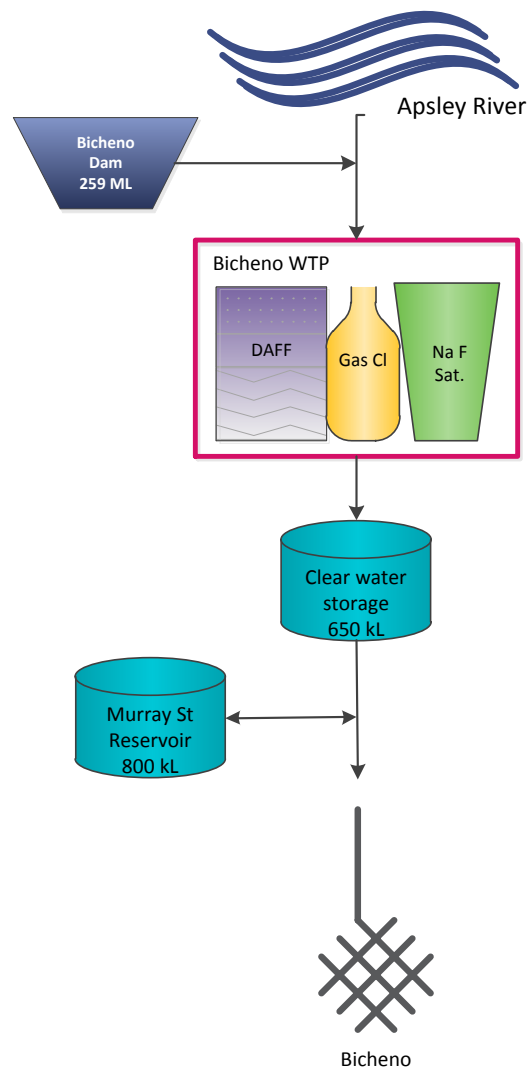 Apsley River
Bicheno
Dam
259 ML
Bicheno WTP
DAFF
Gas Cl
Na F
Sat.
Clear water
storage
650 kL
Murray St
Reservoir
800 kL
Bicheno